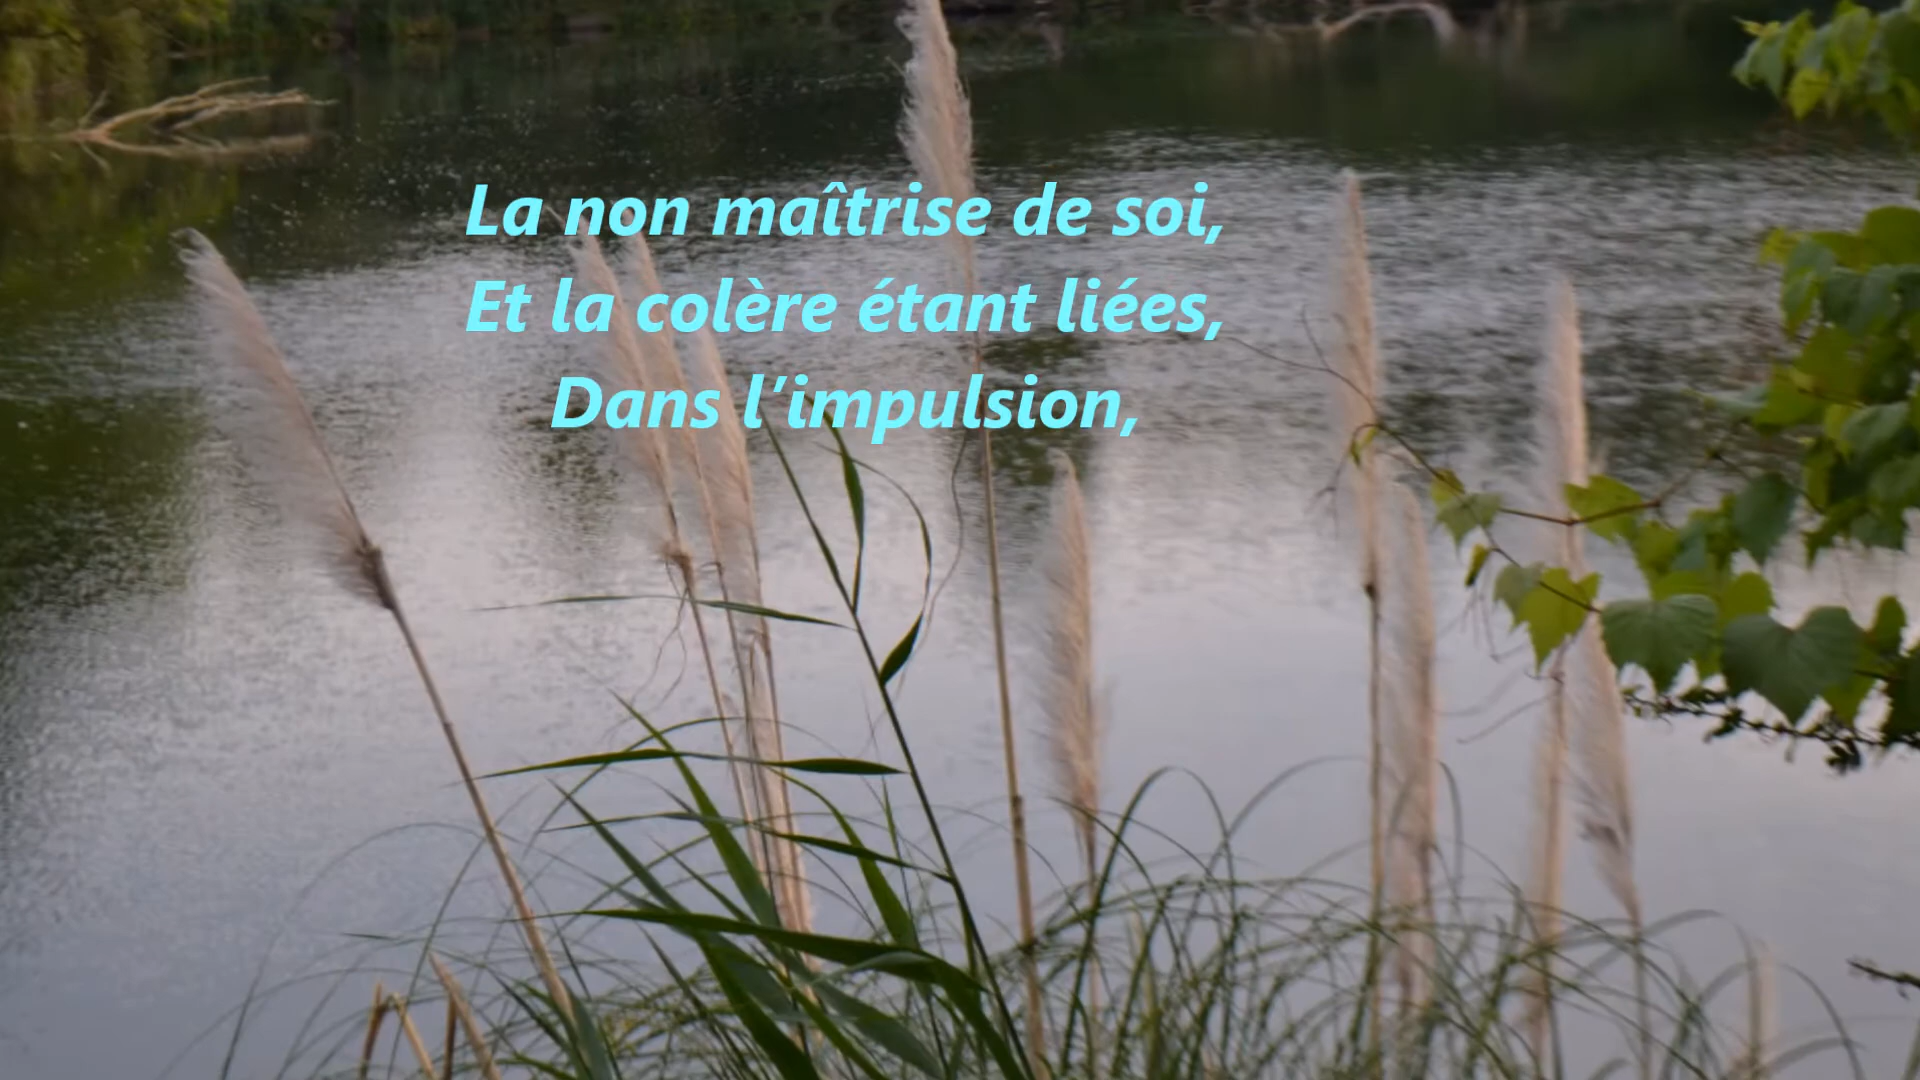 La non maîtrise de soi,
Et la colère étant liées,
Dans l’impulsion,